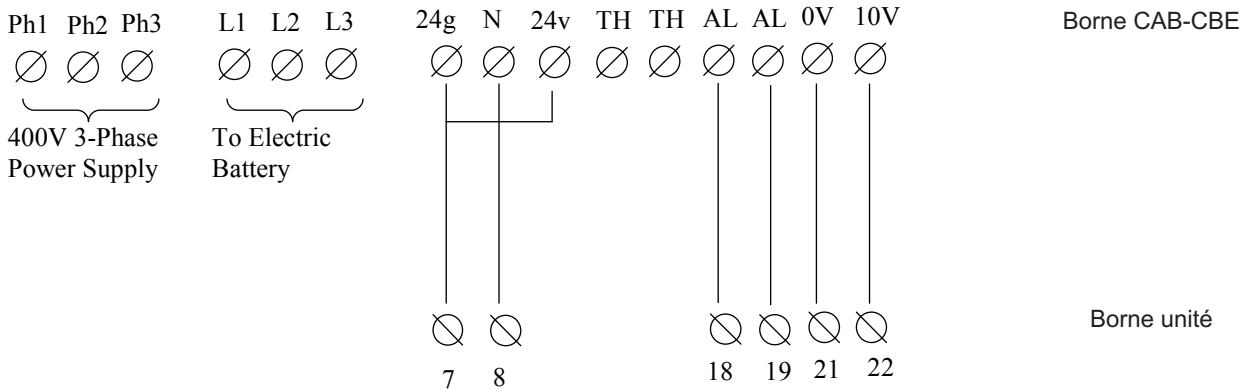 Ph1 Ph2 Ph3 L1 L2 L3 24g N 24v TH TH AL AL 0V 10V Borne CAB-CBE
400V 3-Phase
Power Supply
To Electric
Battery
Borne unité
7 8 18 19 21 22